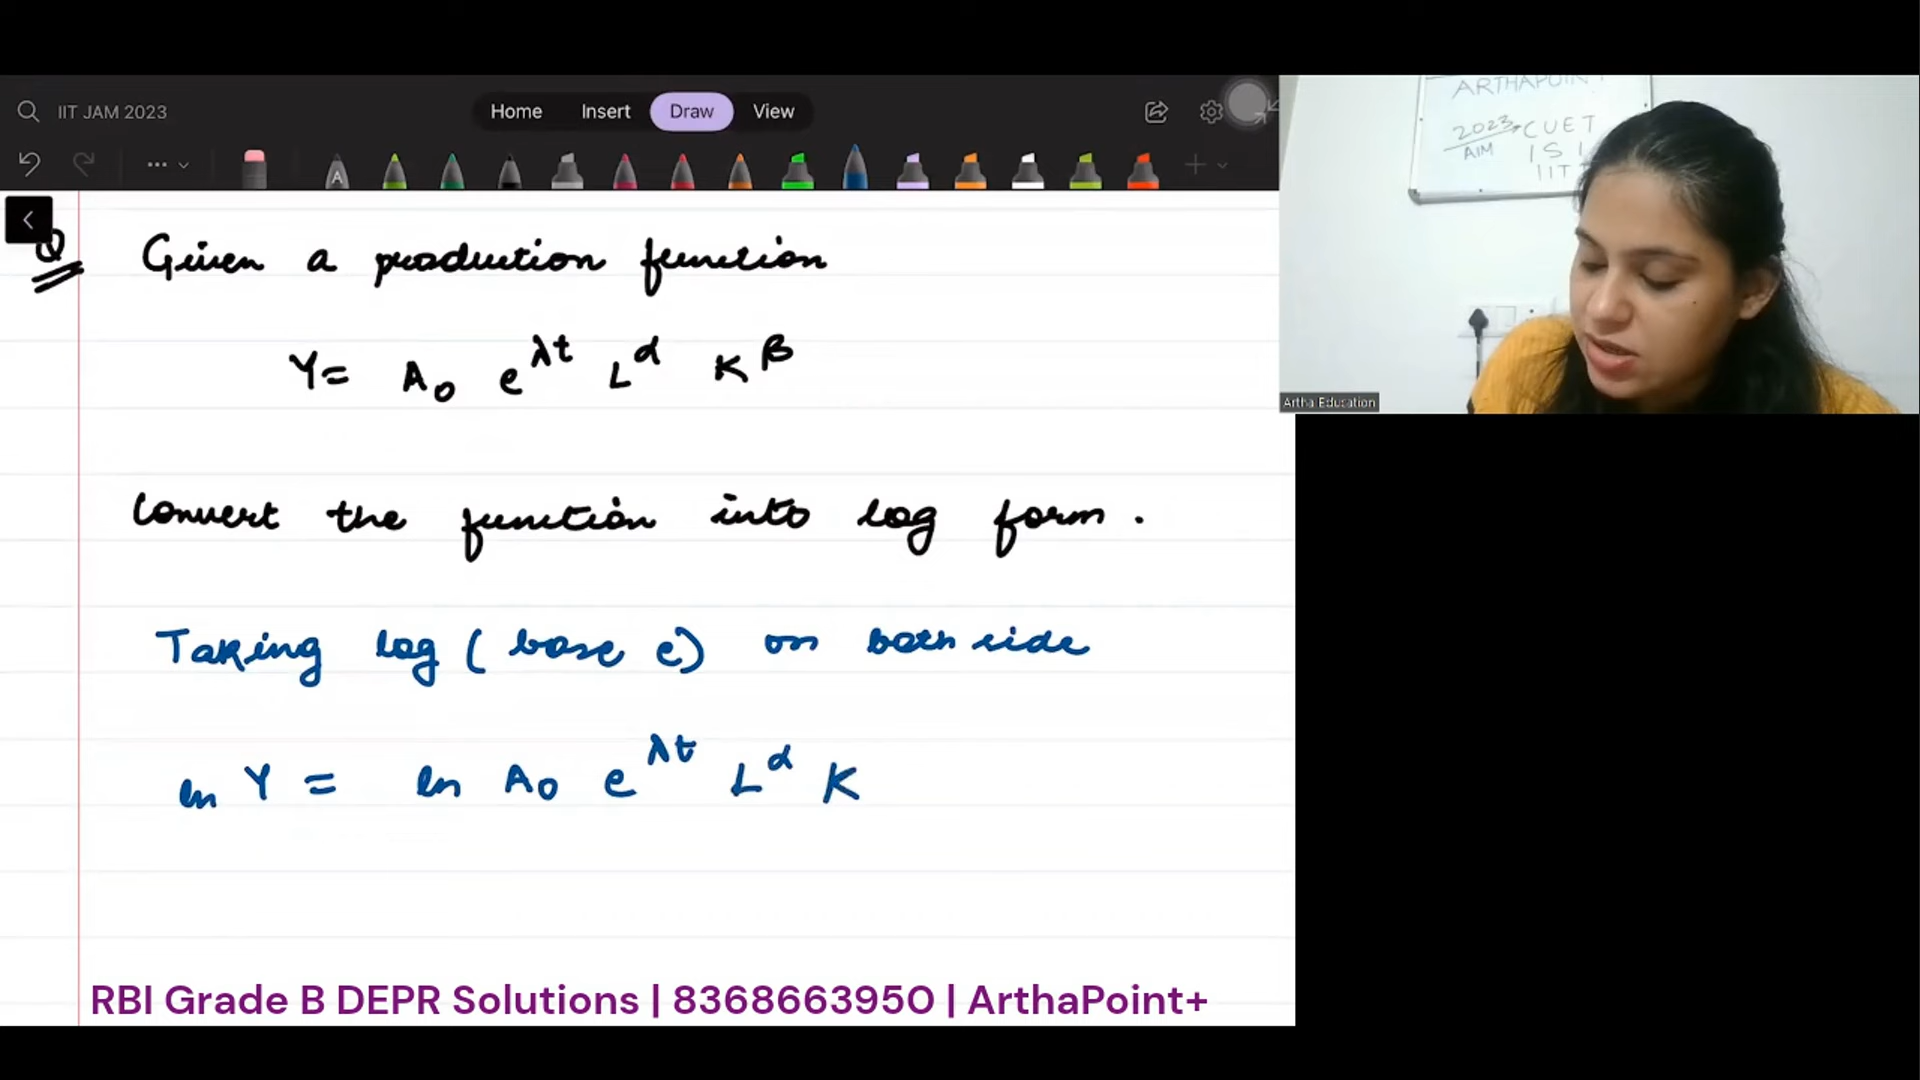 IIT JAM 2023
Home Insert Draw View
A
Q Given a production function
Y = A₀ e^λt L^α K^β
Convert the function into log form.
Taking log (base e) on both side
ln Y = ln A₀ e^λt L^α K
RBI Grade B DEPR Solutions | 8368663950 | ArthaPoint+
ARTHAPOINT
2023 CUET
AIM ISI
IIT
Artha Education